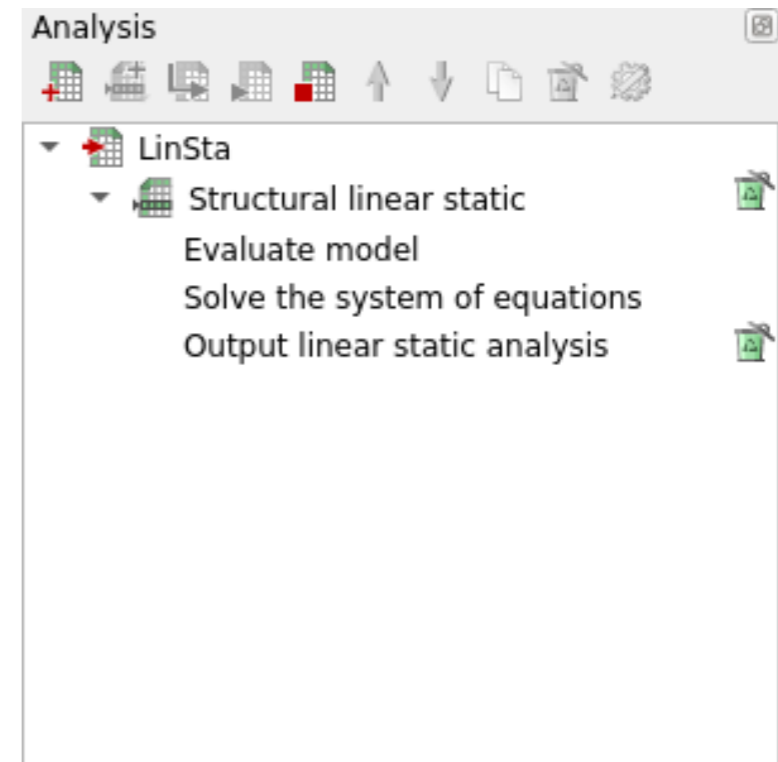 Analysis
LinSta
Structural linear static
Evaluate model
Solve the system of equations
Output linear static analysis